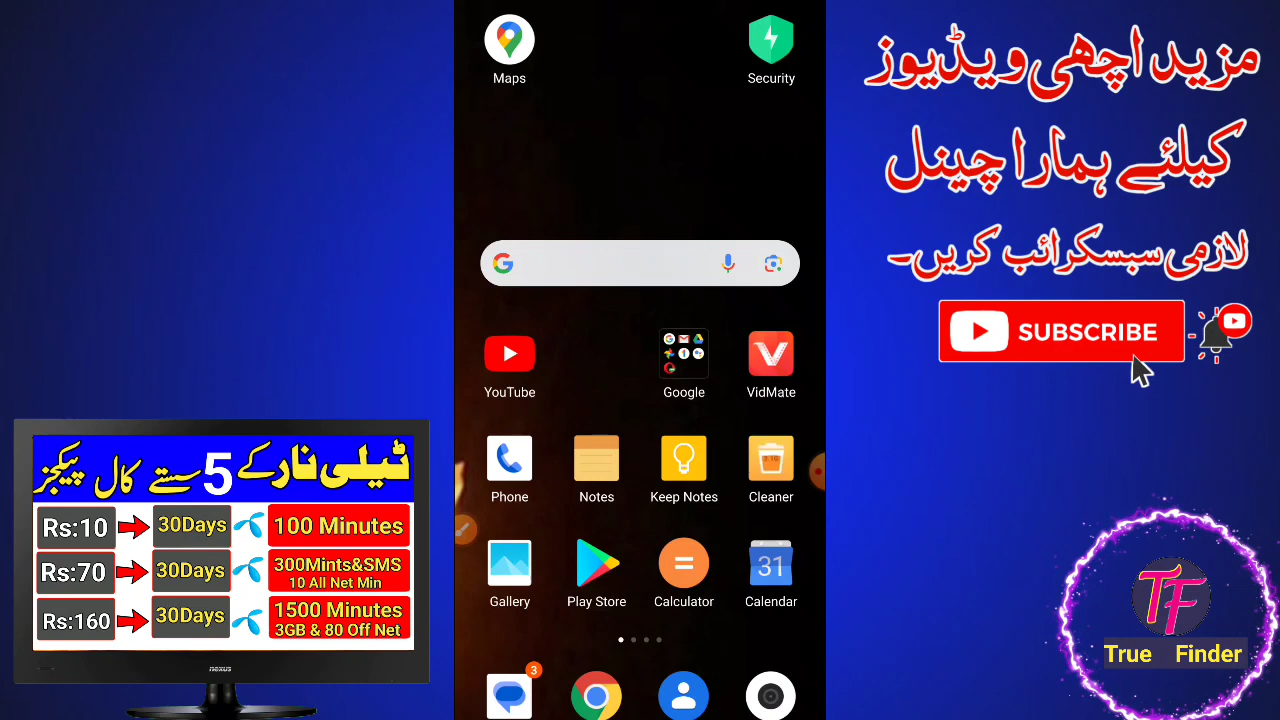 ٹیلی نار کے 5 سستے کال پیکجز
Rs:10
30Days
100 Minutes
Rs:70
30Days
300Mints&SMS
10 All Net Min
Rs:160
30Days
1500 Minutes
3GB & 80 Off Net
Maps
Security
YouTube
Google
VidMate
Phone
Notes
Keep Notes
Cleaner
Gallery
Play Store
Calculator
31
Calendar
3
مزید اچھی ویڈیوز
کیلئے ہمارا چینل
لازمی سبسکرائب کریں۔
SUBSCRIBE
TF
True Finder